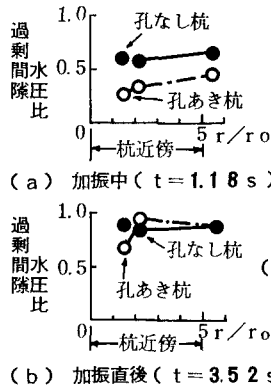 1.0
過剰間隙水圧比
0.5
孔なし杭
孔あき杭
0
5
r/ro
杭近傍
(a) 加振中(t=1.18s)
1.0
過剰間隙水圧比
0.5
孔なし杭
孔あき杭
(
0
5
r/ro
杭近傍
(b) 加振直後(t=3.52s